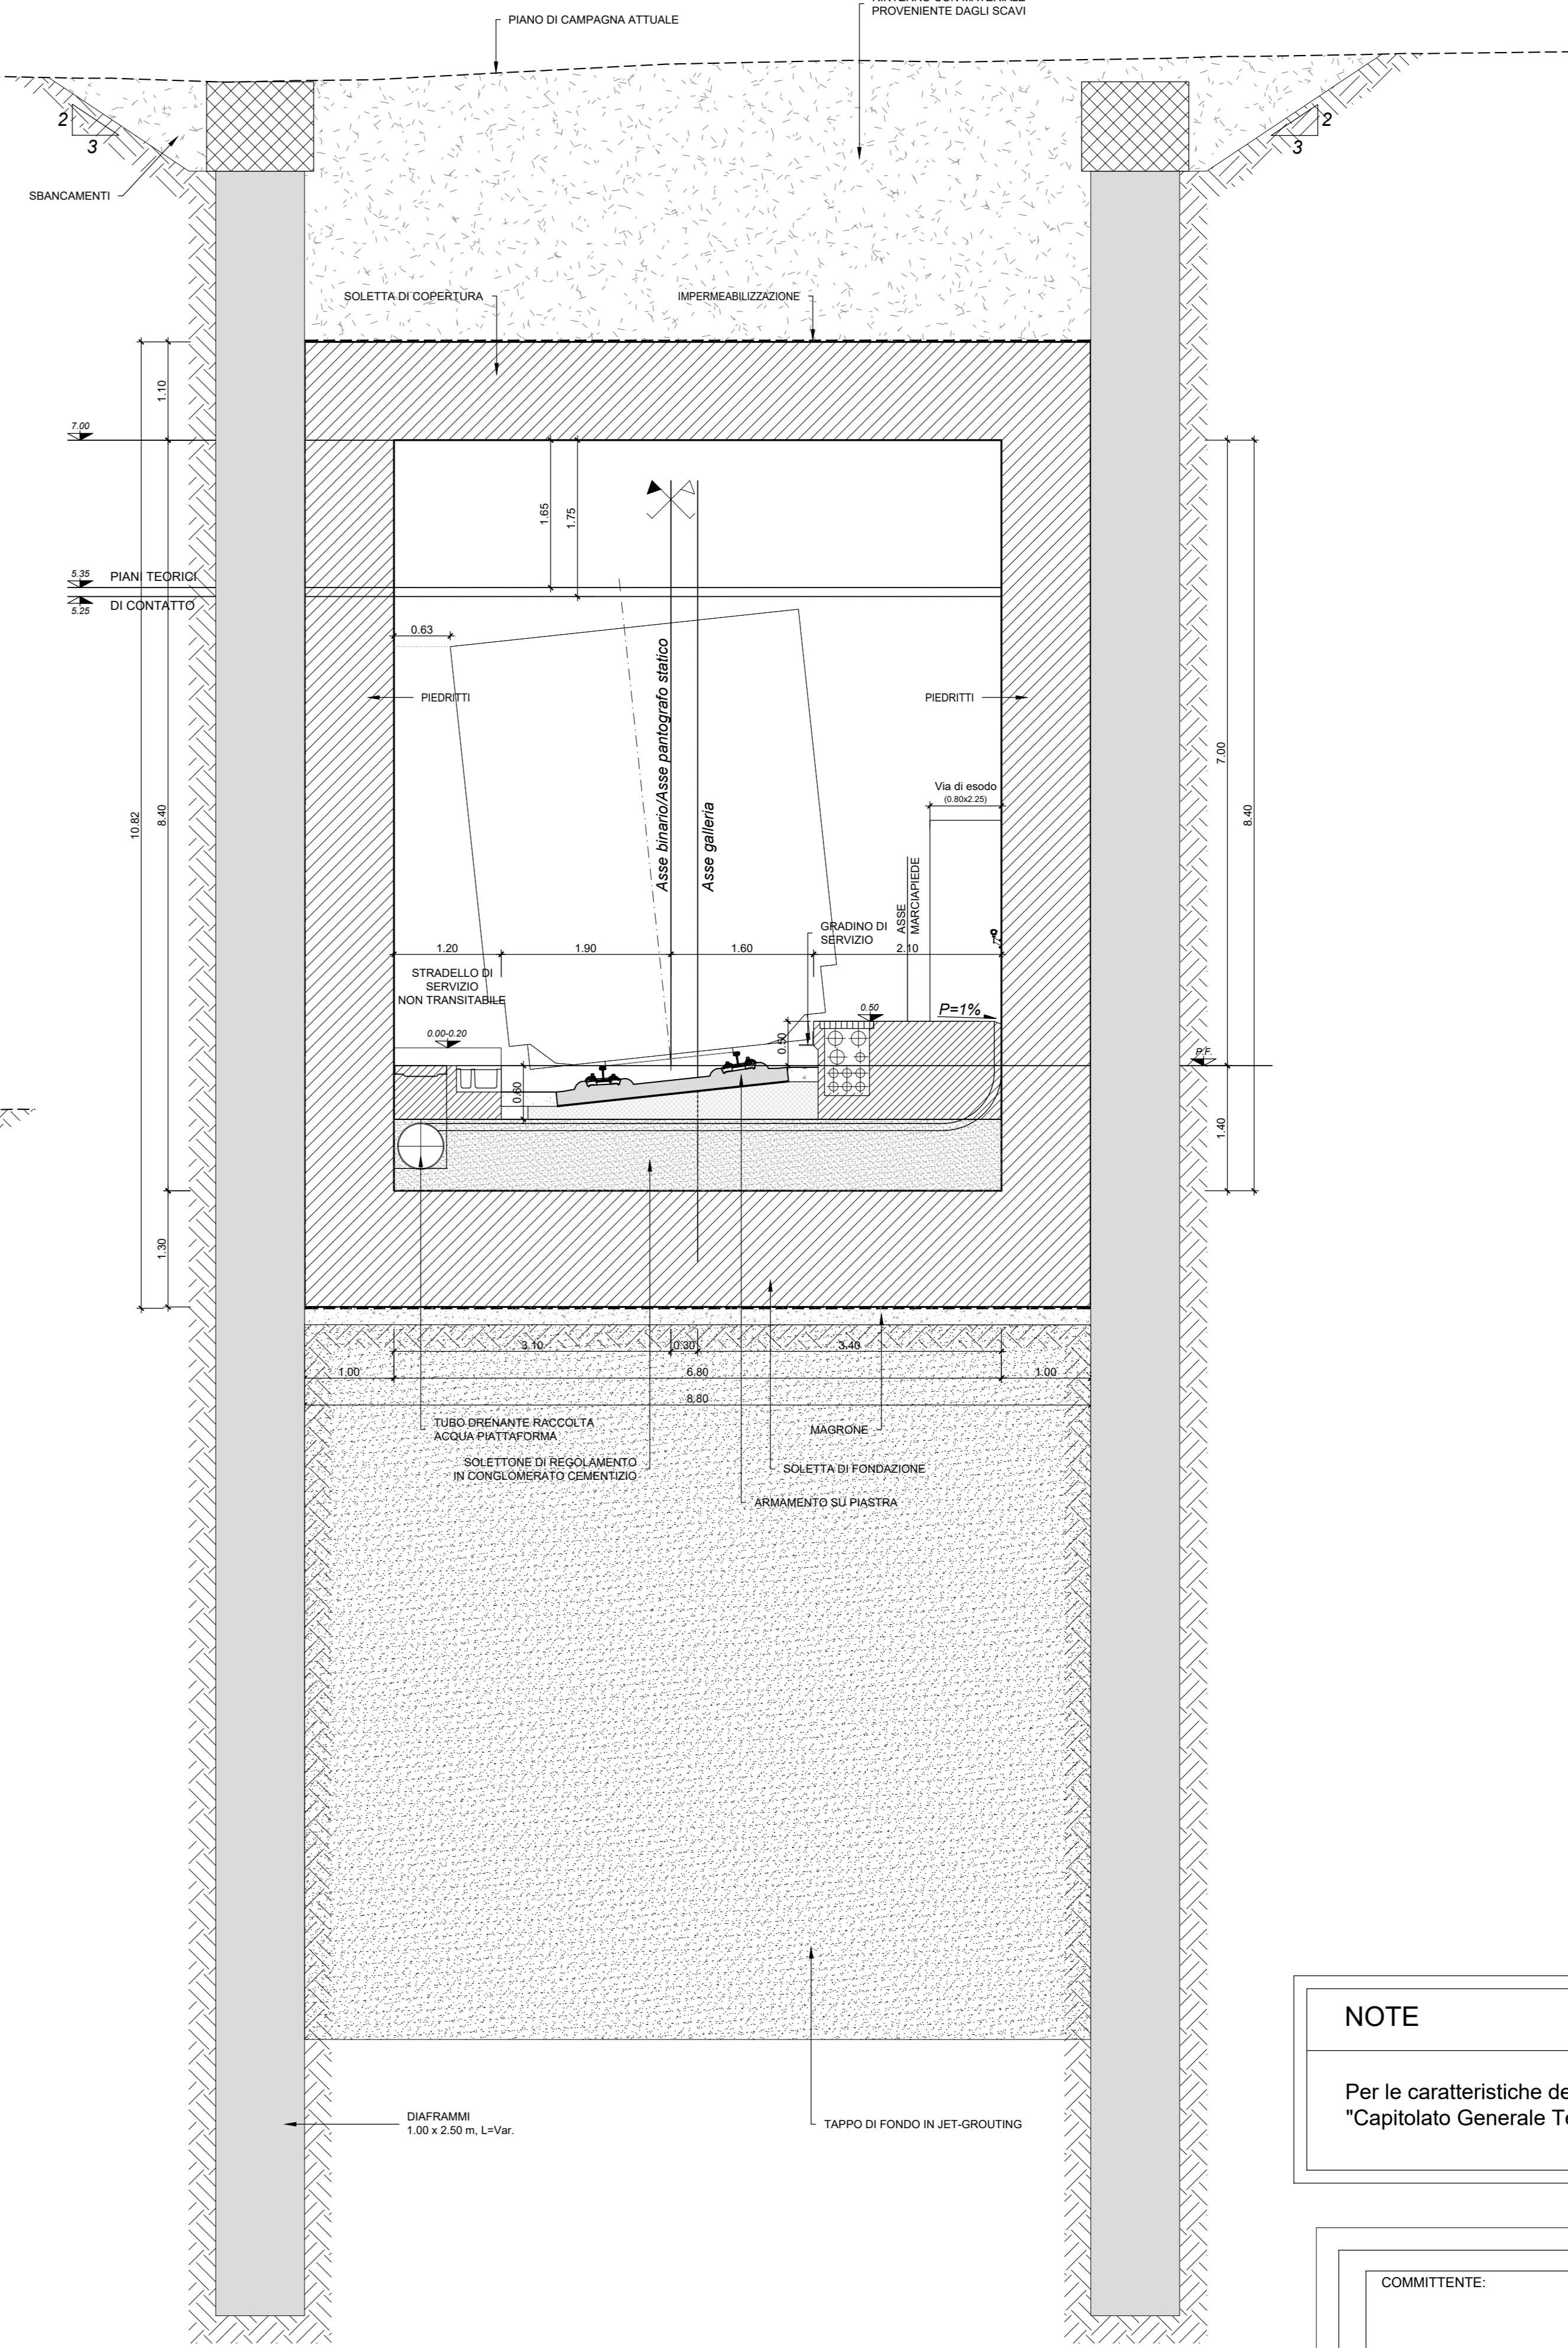 PIANO DI CAMPAGNA ATTUALE
PROVENIENTE DAGLI SCAVI
2
3
2
3
SBANCAMENTI
SOLETTA DI COPERTURA
IMPERMEABILIZZAZIONE
1.10
7.00
1.65
1.75
5.35
PIANI TEORICI
5.25
DI CONTATTO
0.63
PIEDRITTI
PIEDRITTI
Asse binario/Asse pantografo statico
Asse galleria
7.00
8.40
10.82
8.40
Via di esodo
(0.80x2.25)
ASSE
MARCIAPIEDE
GRADINO DI
SERVIZIO
1.20
1.90
1.60
2.10
STRADELLO DI
SERVIZIO
NON TRANSITABILE
0.00-0.20
0.50
P=1%
0.50
P.F.
0.60
1.40
1.30
3.10
0.30
3.40
1.00
6.80
1.00
8.80
TUBO DRENANTE RACCOLTA
ACQUA PIATTAFORMA
MAGRONE
SOLETTONE DI REGOLAMENTO
IN CONGLOMERATO CEMENTIZIO
SOLETTA DI FONDAZIONE
ARMAMENTO SU PIASTRA
NOTE
Per le caratteristiche de
"Capitolato Generale Te
DIAFRAMMI
1.00 x 2.50 m, L=Var.
TAPPO DI FONDO IN JET-GROUTING
COMMITTENTE: